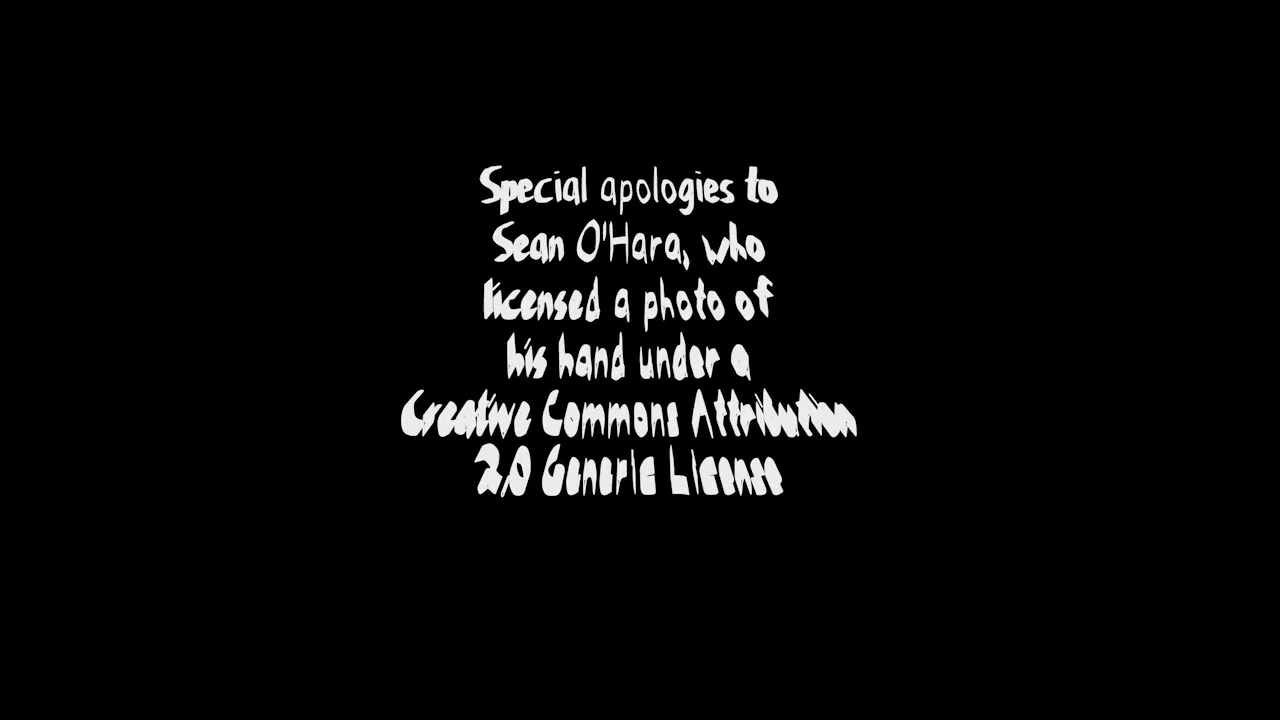 Special apologies to
Sean O'Hara, who
licensed a photo of
his hand under a
Creative Commons Attribution
2.0 Generic License